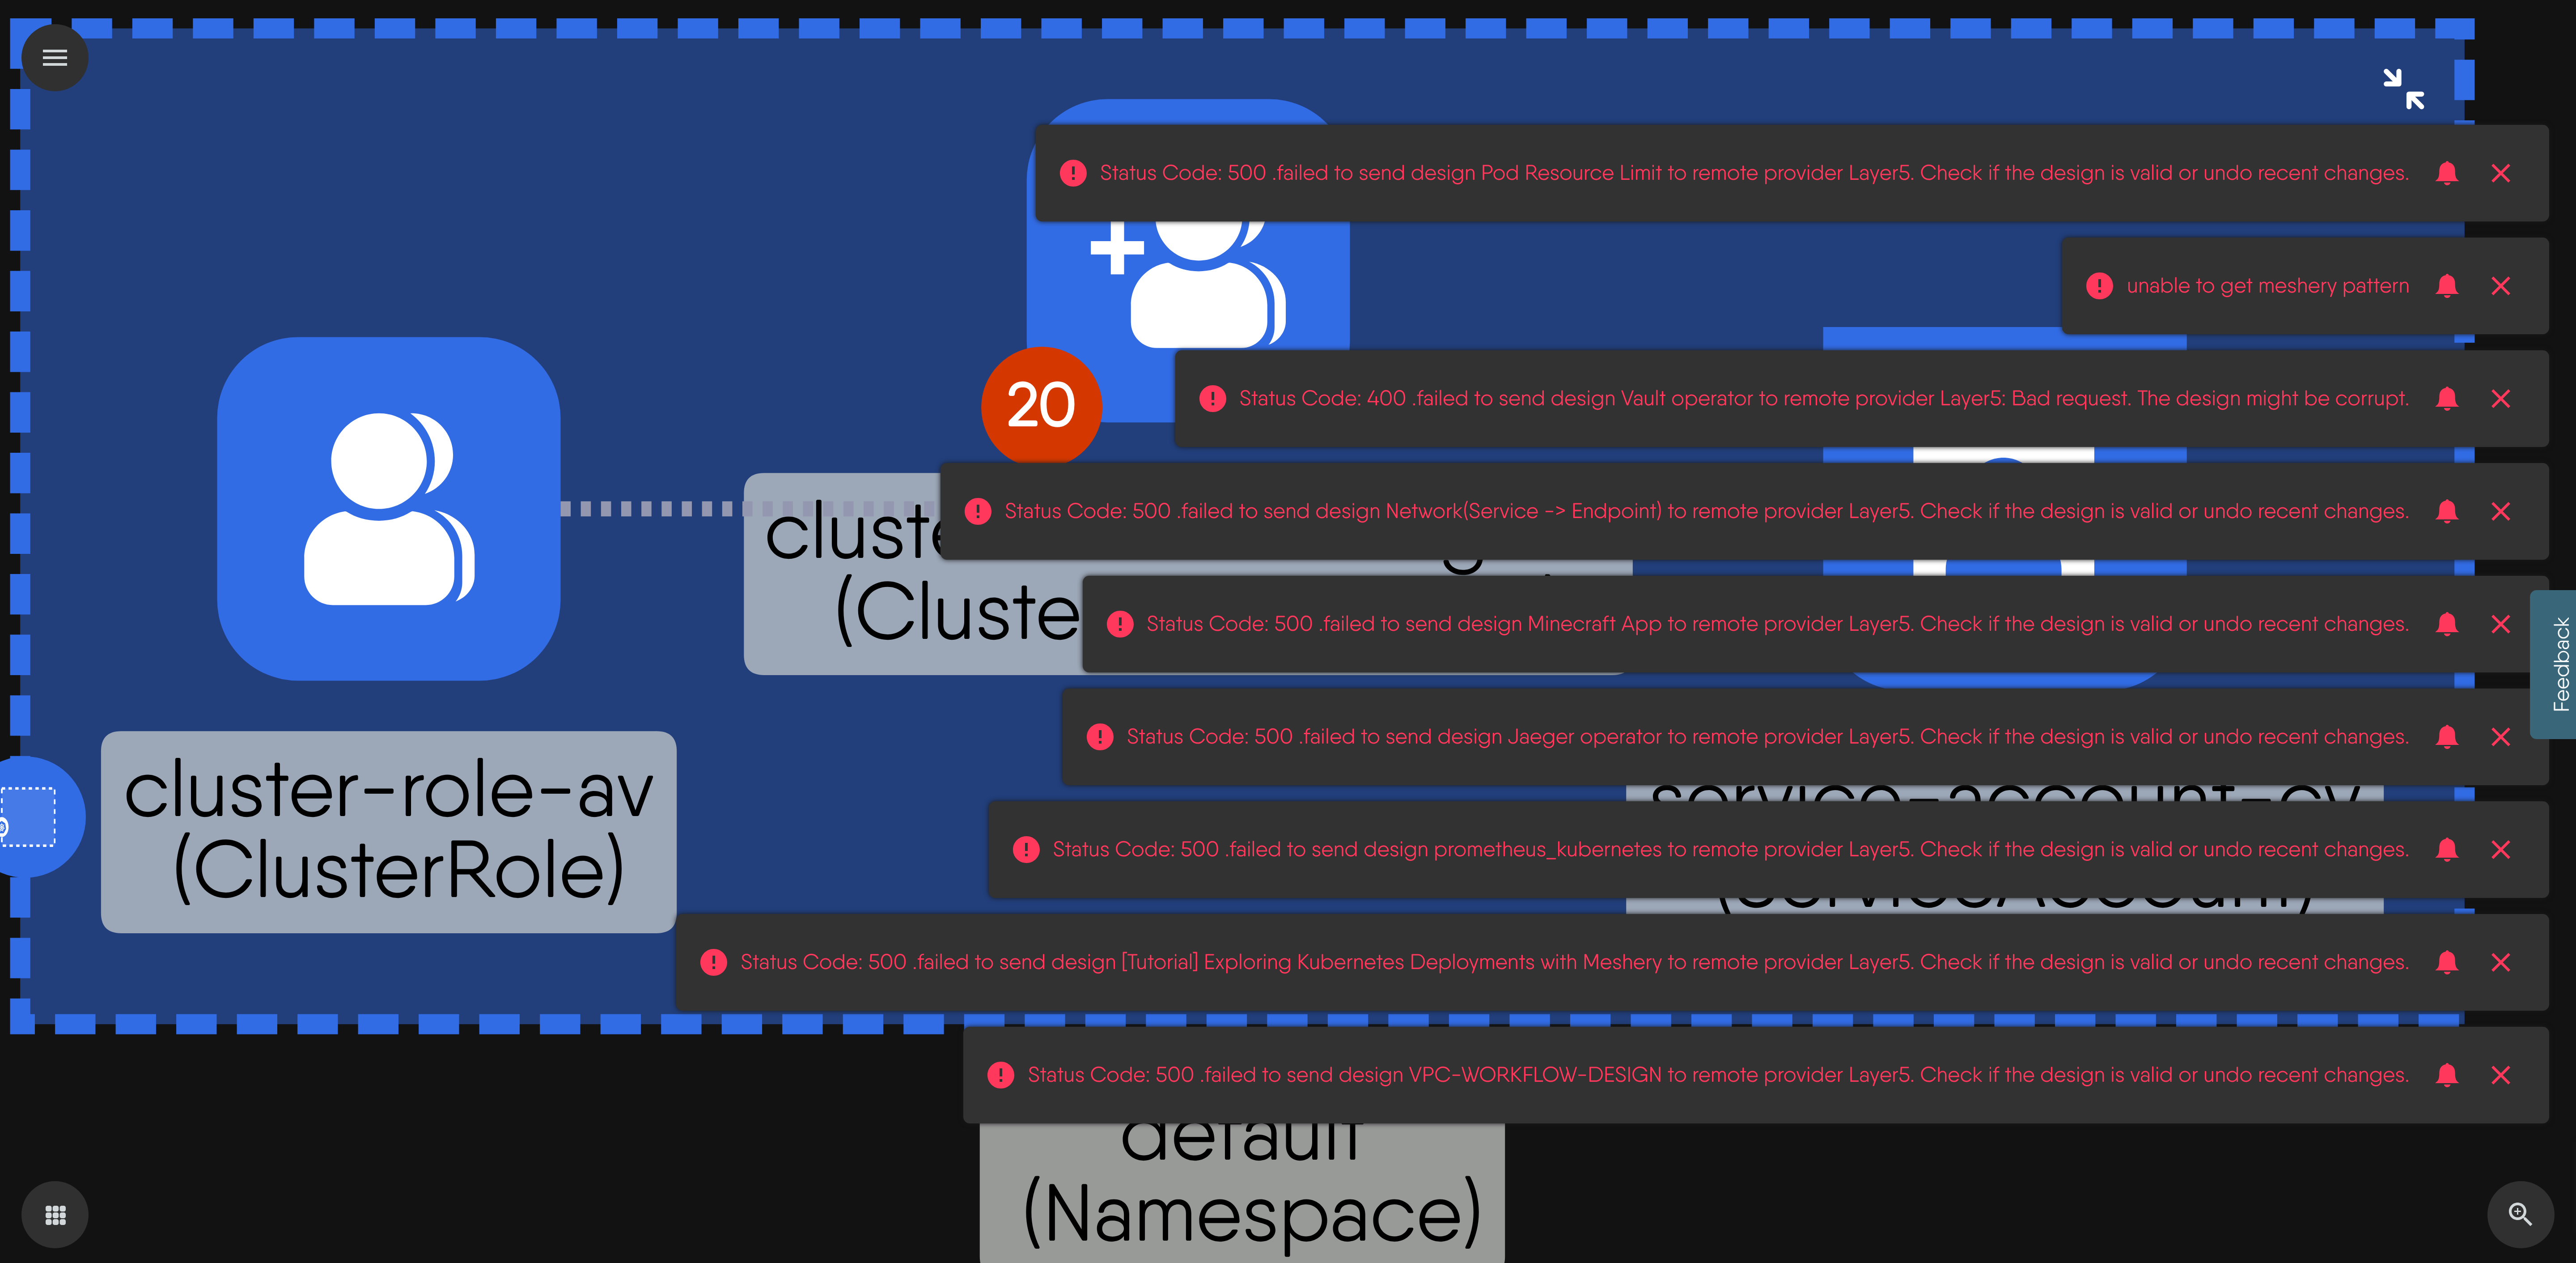 Status Code: 500 .failed to send design Pod Resource Limit to remote provider Layer5. Check if the design is valid or undo recent changes.
unable to get meshery pattern
20
Status Code: 400 .failed to send design Vault operator to remote provider Layer5: Bad request. The design might be corrupt.
Status Code: 500 .failed to send design Network(Service -> Endpoint) to remote provider Layer5. Check if the design is valid or undo recent changes.
Status Code: 500 .failed to send design Minecraft App to remote provider Layer5. Check if the design is valid or undo recent changes.
Feedback
Status Code: 500 .failed to send design Jaeger operator to remote provider Layer5. Check if the design is valid or undo recent changes.
cluster-role-av
(ClusterRole)
service-account-cv
(ServiceAccount)
Status Code: 500 .failed to send design prometheus_kubernetes to remote provider Layer5. Check if the design is valid or undo recent changes.
Status Code: 500 .failed to send design [Tutorial] Exploring Kubernetes Deployments with Meshery to remote provider Layer5. Check if the design is valid or undo recent changes.
Status Code: 500 .failed to send design VPC-WORKFLOW-DESIGN to remote provider Layer5. Check if the design is valid or undo recent changes.
default
(Namespace)